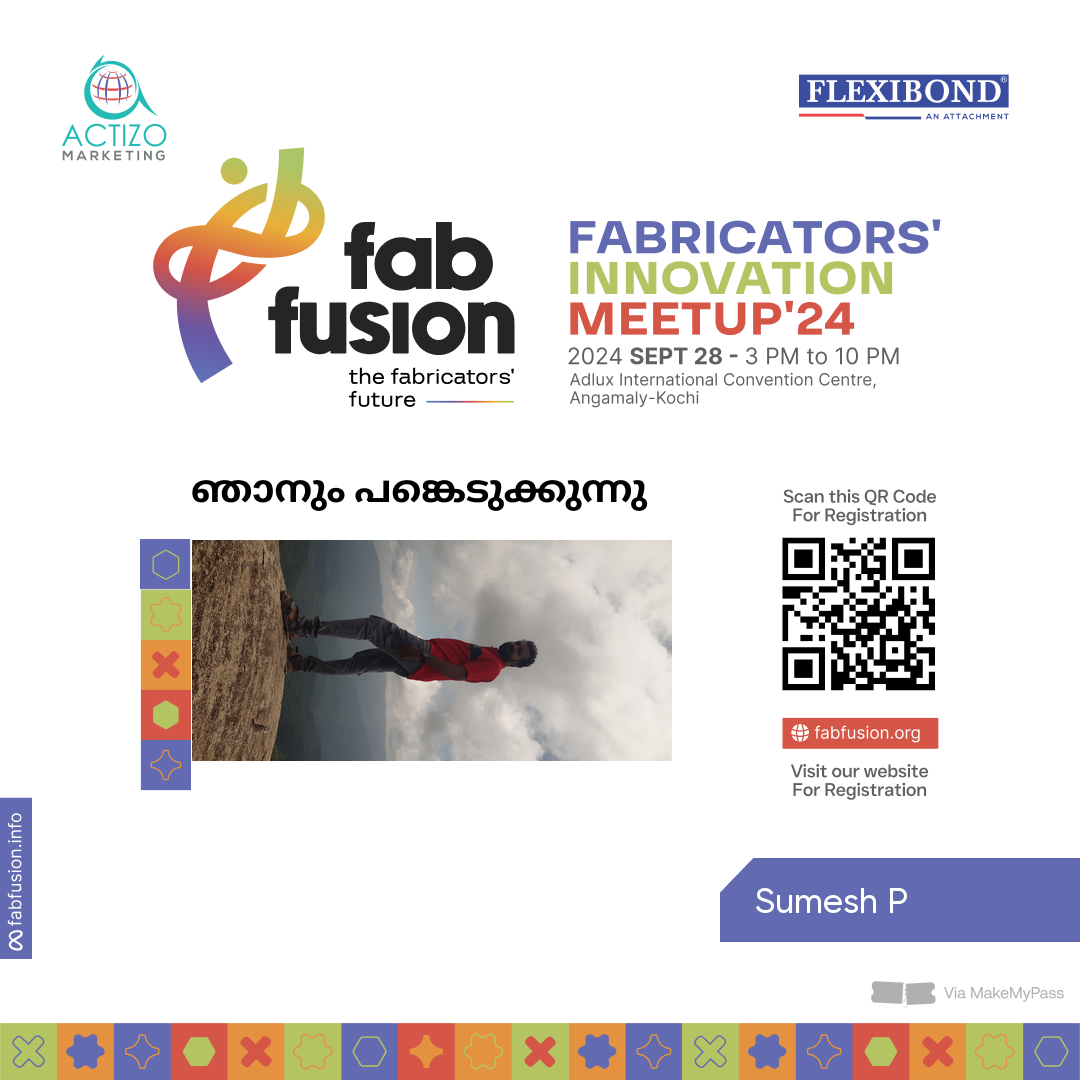 ACTIZO
MARKETING
FLEXIBOND®
AN ATTACHMENT
fab
fusion
the fabricators'
future
FABRICATORS'
INNOVATION
MEETUP'24
2024 SEPT 28 - 3 PM to 10 PM
Adlux International Convention Centre,
Angamaly-Kochi
ഞാനും പങ്കെടുക്കുന്നു
Scan this QR Code
For Registration
fabfusion.org
Visit our website
For Registration
fabfusion.info
Sumesh P
Via MakeMyPass